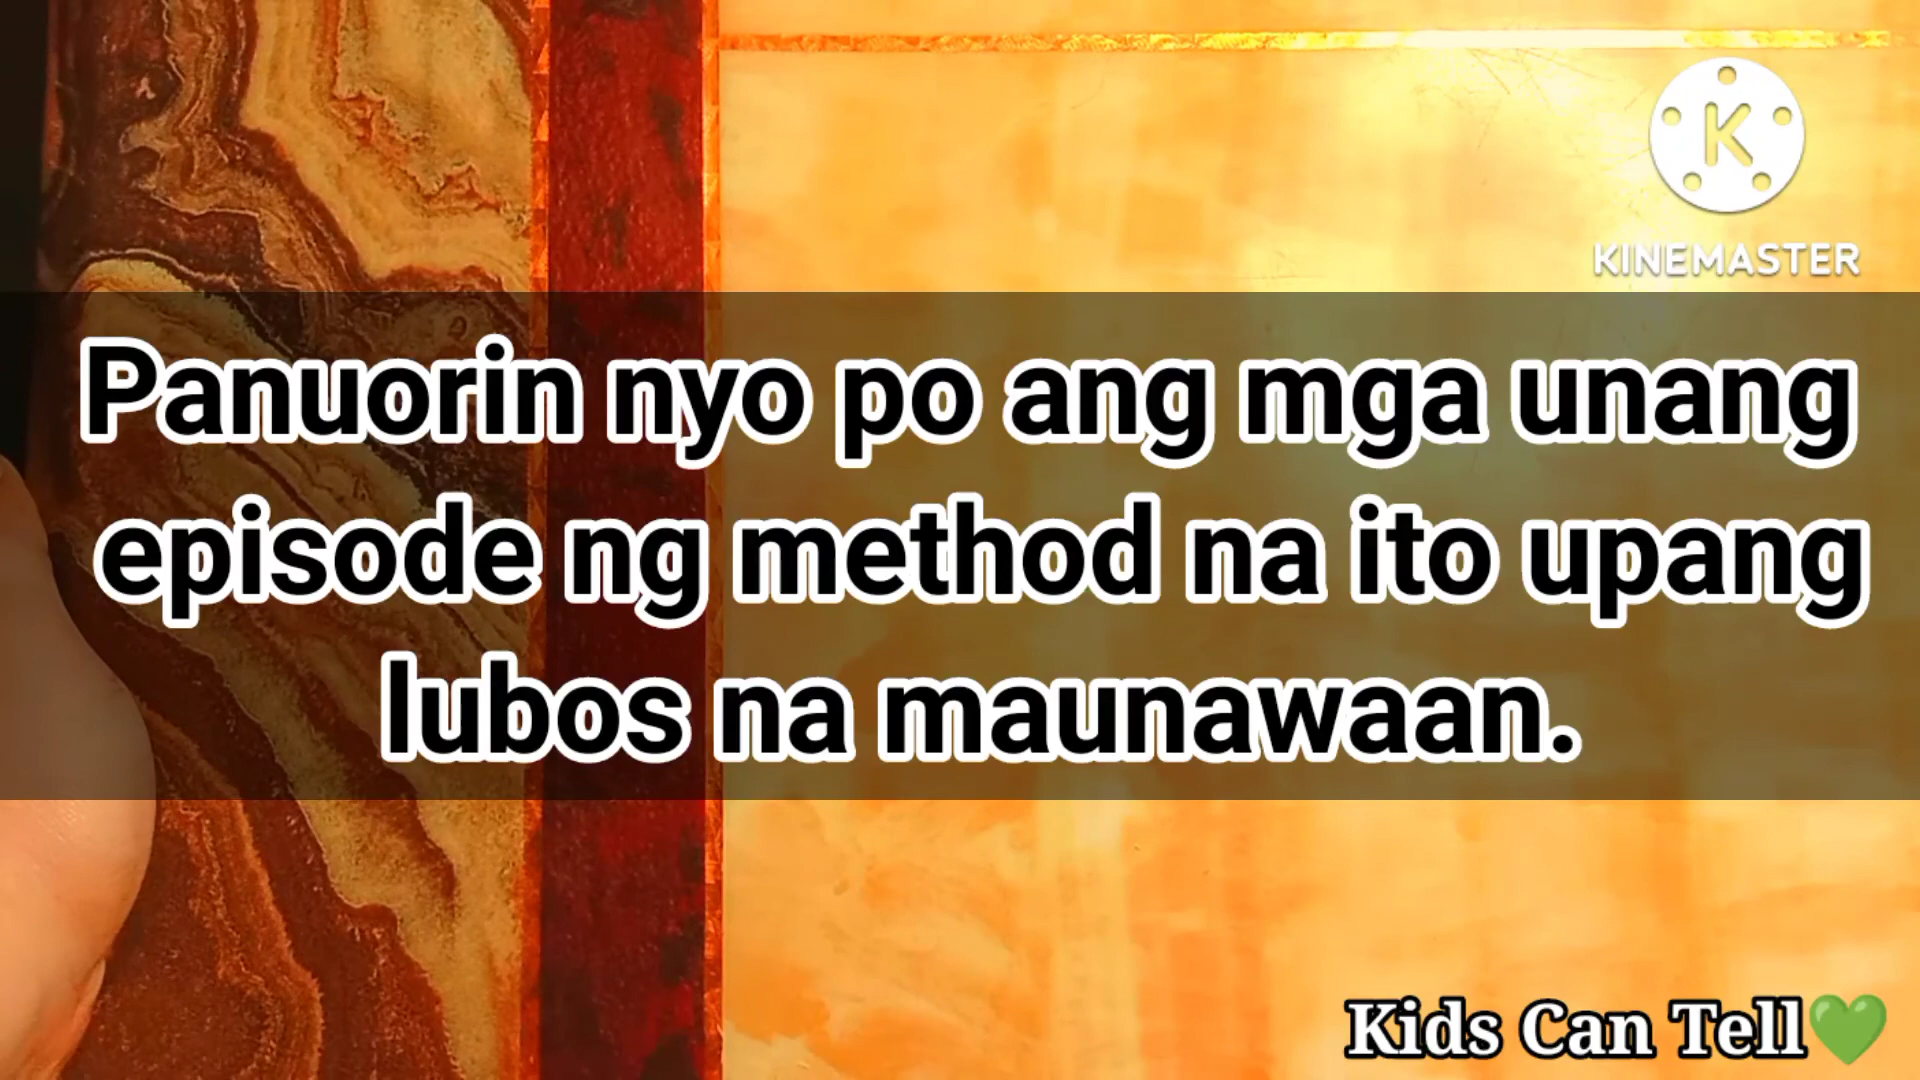 KINEMASTER
Panuorin nyo po ang mga unang
episode ng method na ito upang
lubos na maunawaan.
Kids Can Tell💚